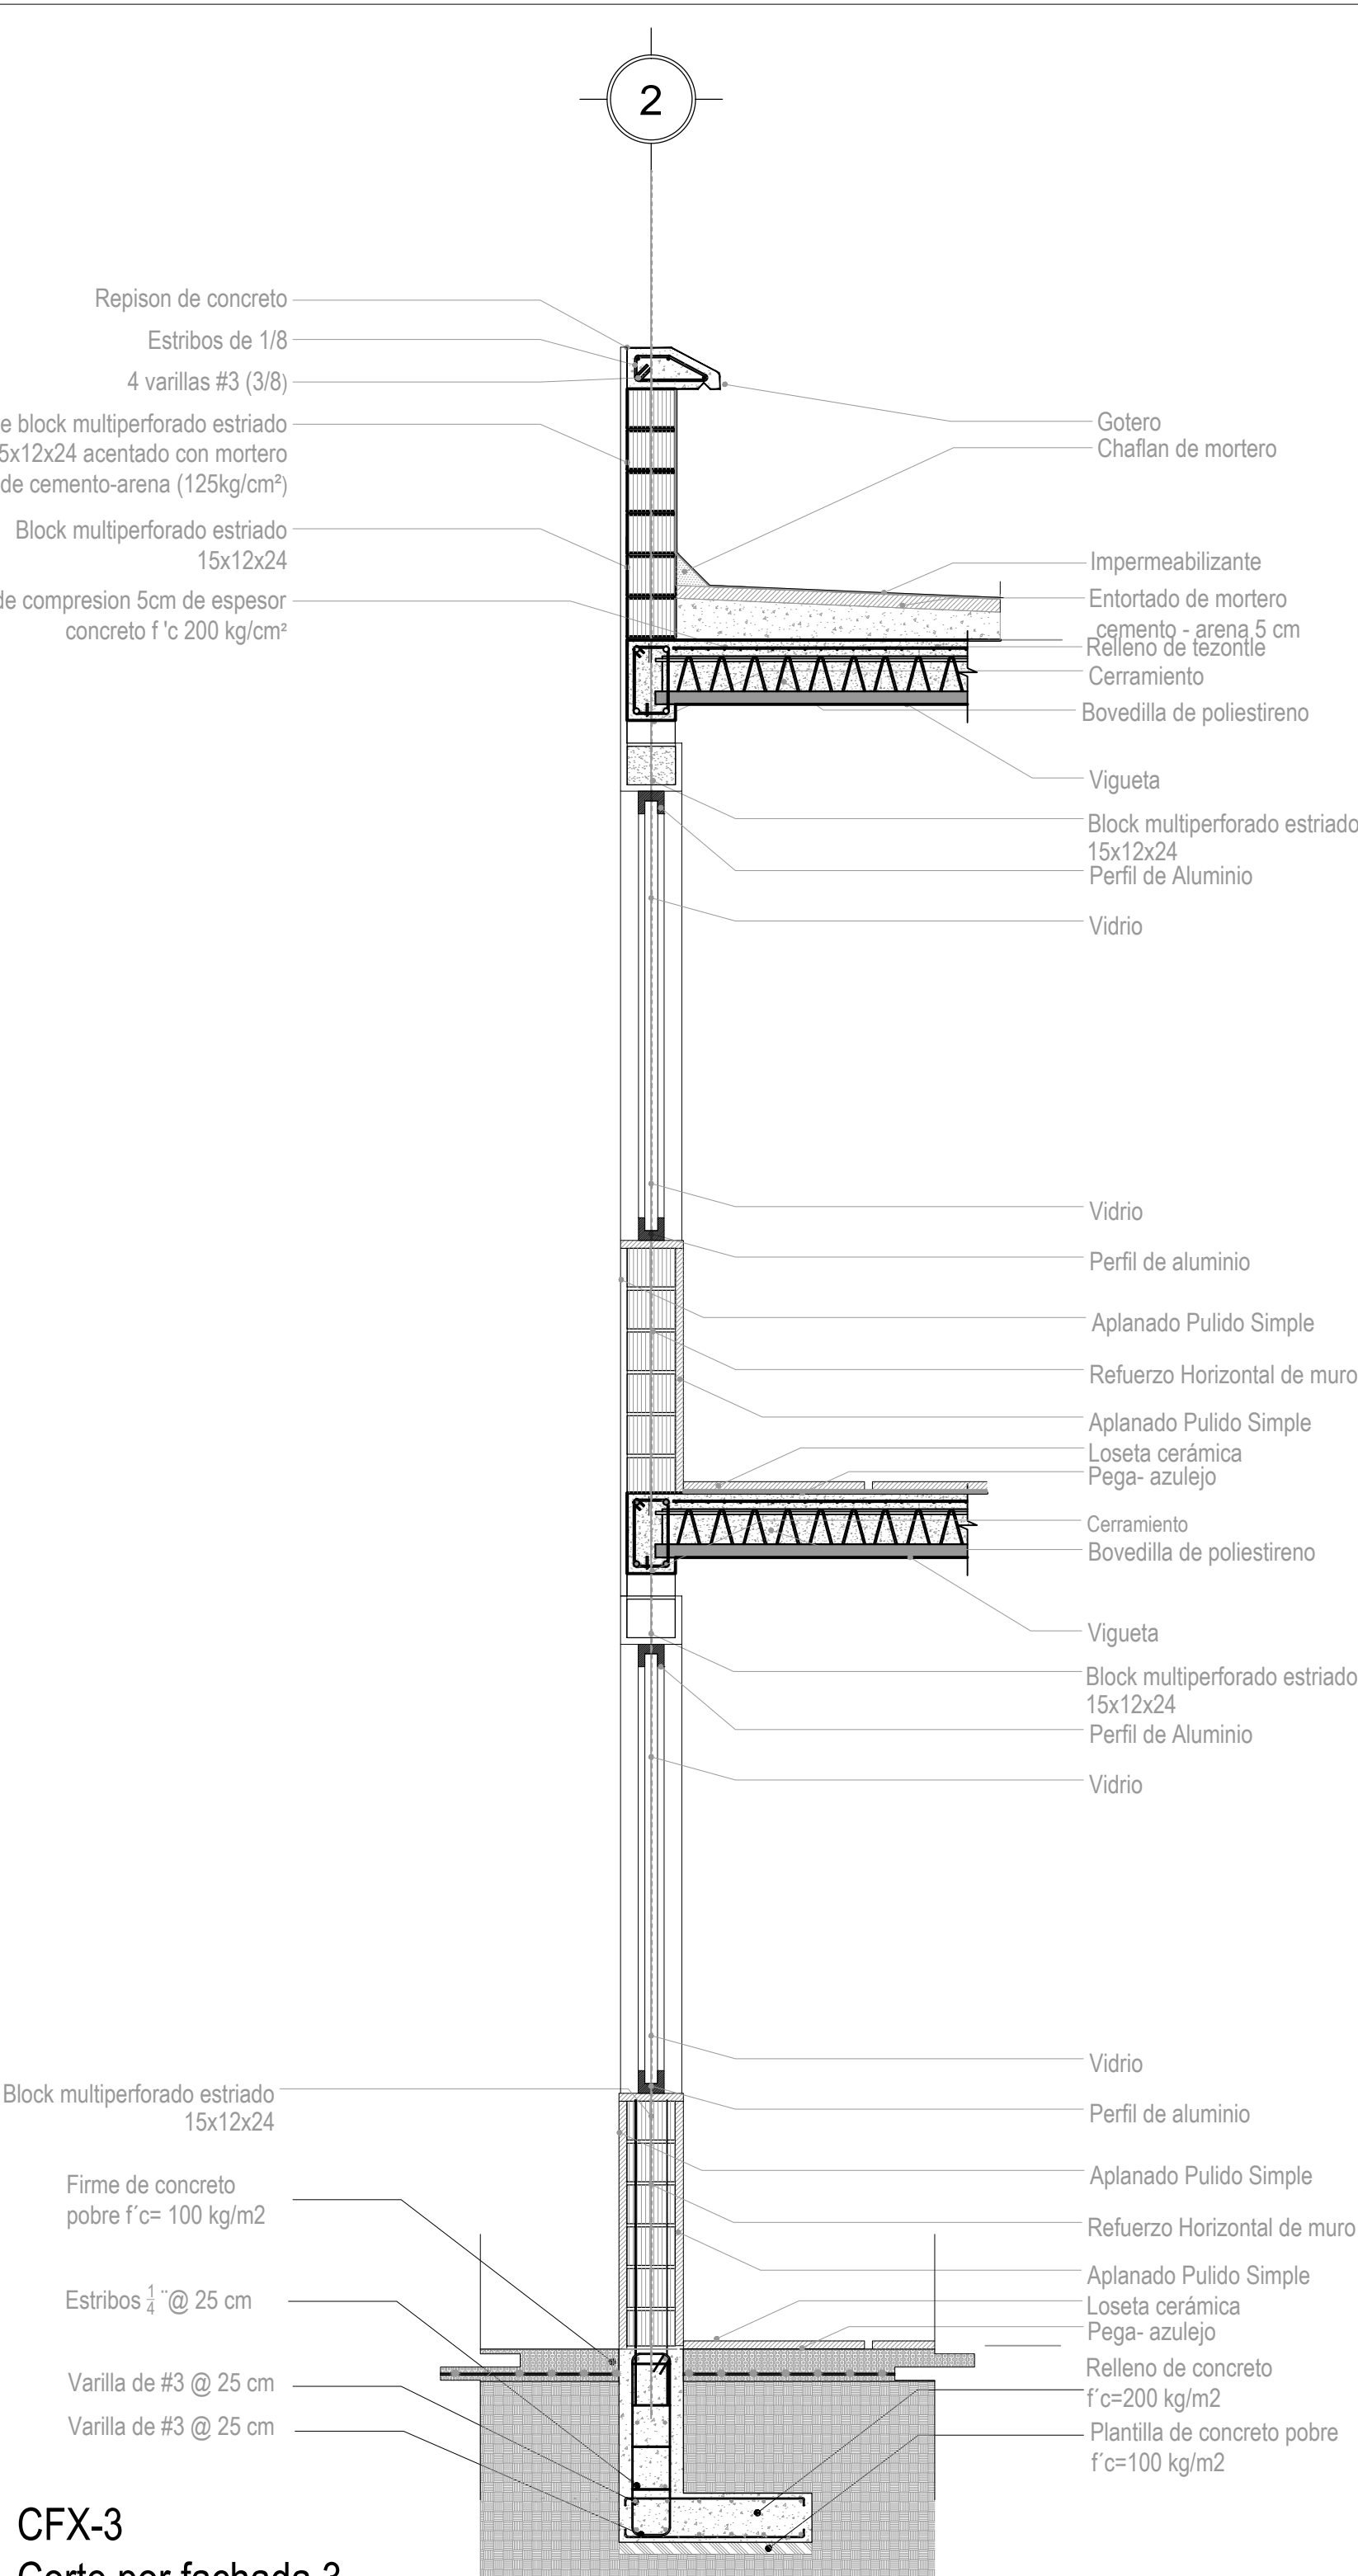 2
Repison de concreto
Estribos de 1/8
4 varillas #3 (3/8)
e block multiperforado estriado
5x12x24 acentado con mortero
de cemento-arena (125kg/cm²)
Block multiperforado estriado
15x12x24
de compresion 5cm de espesor
concreto f 'c 200 kg/cm²
Gotero
Chaflan de mortero
Impermeabilizante
Entortado de mortero
cemento - arena 5 cm
Relleno de tezontle
Cerramiento
Bovedilla de poliestireno
Vigueta
Block multiperforado estriado
15x12x24
Perfil de Aluminio
Vidrio
Vidrio
Perfil de aluminio
Aplanado Pulido Simple
Refuerzo Horizontal de muro
Aplanado Pulido Simple
Loseta cerámica
Pega- azulejo
Cerramiento
Bovedilla de poliestireno
Vigueta
Block multiperforado estriado
15x12x24
Perfil de Aluminio
Vidrio
Vidrio
Perfil de aluminio
Aplanado Pulido Simple
Refuerzo Horizontal de muro
Aplanado Pulido Simple
Loseta cerámica
Pega- azulejo
Relleno de concreto
f´c=200 kg/m2
Plantilla de concreto pobre
f´c=100 kg/m2
Block multiperforado estriado
15x12x24
Firme de concreto
pobre f´c= 100 kg/m2
Estribos 1/4 ¨@ 25 cm
Varilla de #3 @ 25 cm
Varilla de #3 @ 25 cm
CFX-3
Corte por fachada 3